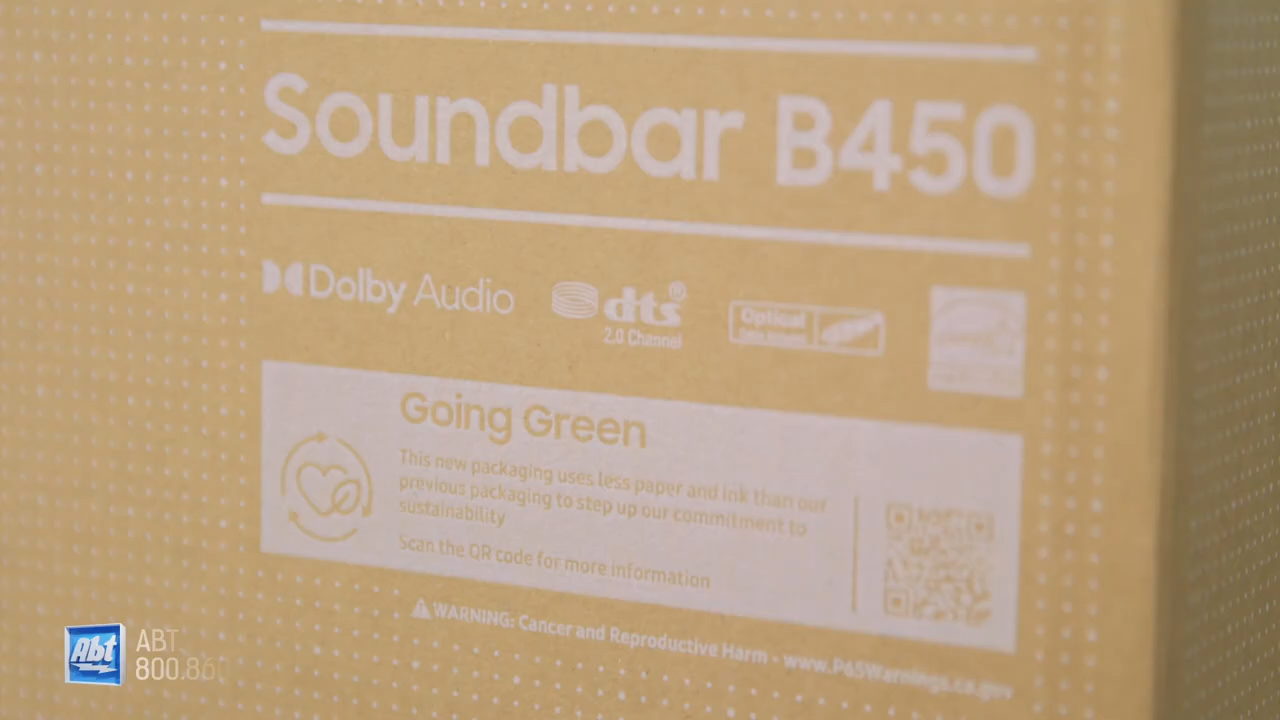 Soundbar B450
Dolby Audio
dts®
2.0 Channel
Optical
Going Green
This new packaging uses less paper and ink than our
previous packaging to step up our commitment to
sustainability
Scan the QR code for more information
WARNING: Cancer and Reproductive Harm - www.P65Warnings.ca.gov
Abt
ABT.
800.860